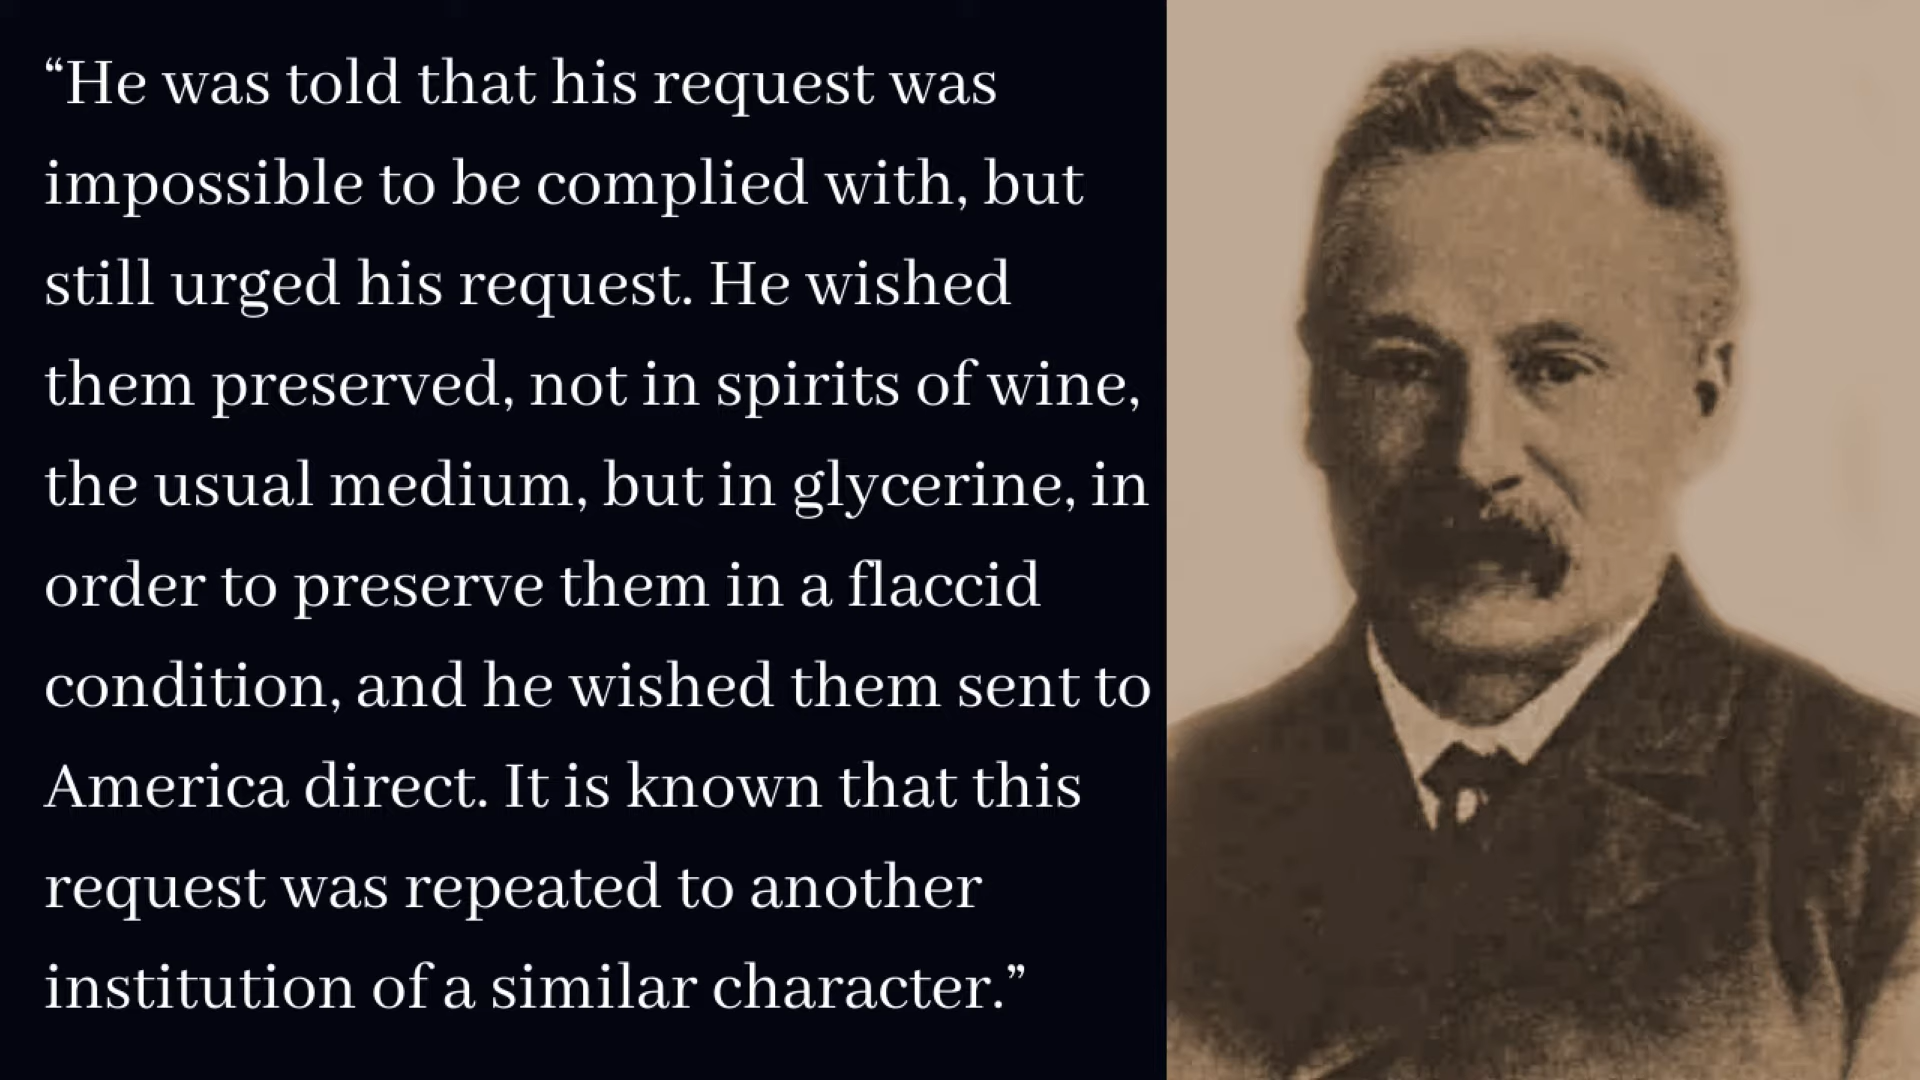 “He was told that his request was
impossible to be complied with, but
still urged his request. He wished
them preserved, not in spirits of wine,
the usual medium, but in glycerine, in
order to preserve them in a flaccid
condition, and he wished them sent to
America direct. It is known that this
request was repeated to another
institution of a similar character.”